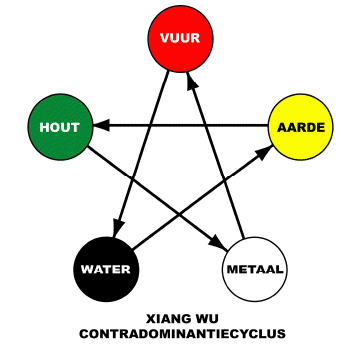 VUUR
HOUT
AARDE
WATER
METAAL
XIANG WU
CONTRADOMINANTIECYCLUS